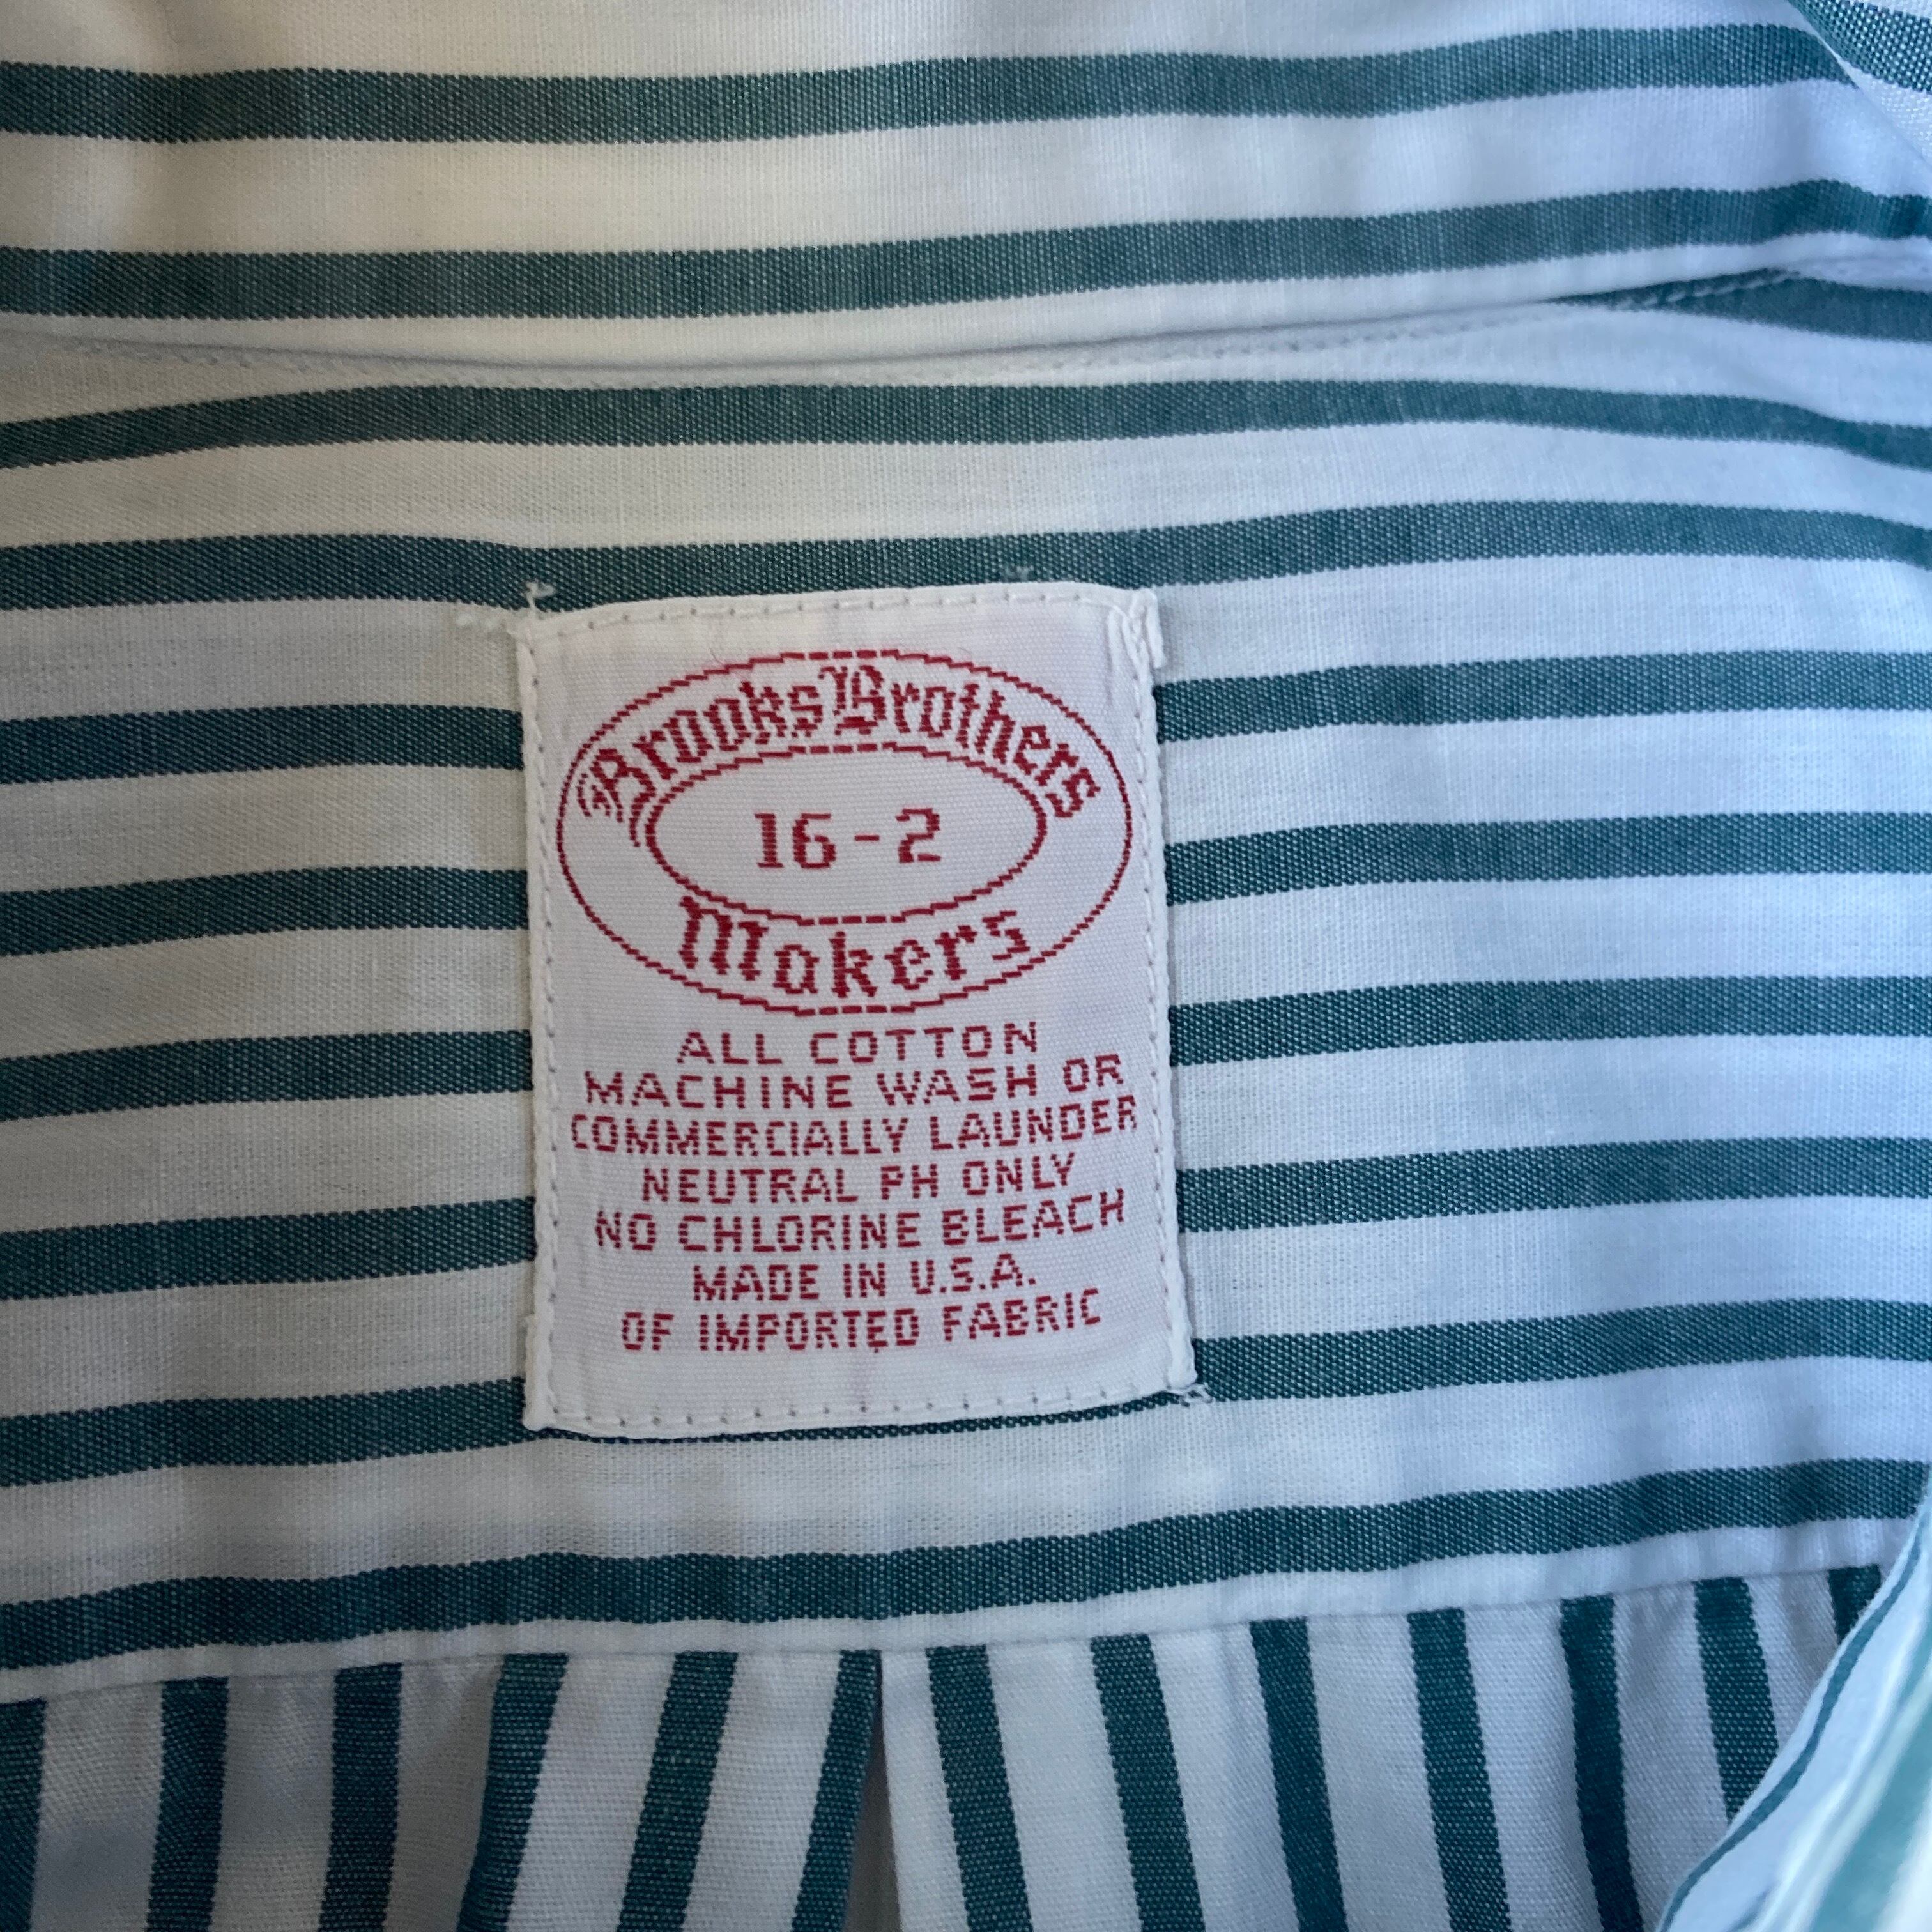 Brooks Brothers
16-2
Makers
ALL COTTON
MACHINE WASH OR
COMMERCIALLY LAUNDER
NEUTRAL PH ONLY
NO CHLORINE BLEACH
MADE IN U.S.A.
OF IMPORTED FABRIC